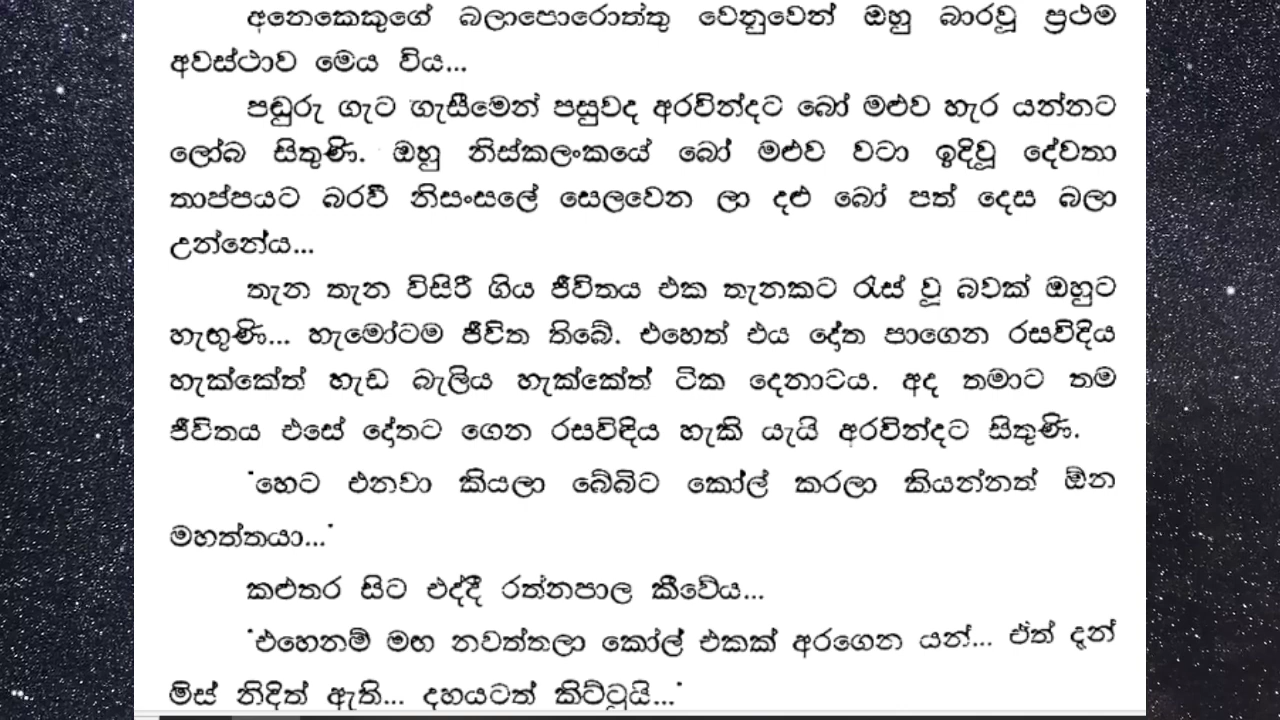 අනෙකෙකුගේ බලාපොරොත්තු වෙනුවෙන් ඔහු බාරවූ ප්‍රථම
අවස්ථාව මෙය විය...
පඬුරු ගැට ගැසීමෙන් පසුවද අරවින්දට බෝ මළුව හැර යන්නට
ලෝබ සිතුණි. ඔහු නිස්කලංකයේ බෝ මළුව වටා ඉදිවූ දේවතා
තාප්පයට බරවී නිසංසලේ සෙලවෙන ලා දළු බෝ පත් දෙස බලා
උන්නේය...
තැන තැන විසිරී ගිය ජීවිතය එක තැනකට රැස් වූ බවක් ඔහුට
හැඟුණි... හැමෝටම ජීවිත තිබේ. එහෙත් එය දෝත පාගෙන රසවිදිය
හැක්කේත් හැඩ බැලිය හැක්කේත් ටික දෙනාටය. අද තමාට තම
ජීවිතය එසේ දෝතට ගෙන රසවිඳිය හැකි යැයි අරවින්දට සිතුණි.
'හෙට එනවා කියලා බේබිට කෝල් කරලා කියන්නත් ඕන
මහත්තයා...'
කළුතර සිට එද්දී රත්නපාල කීවේය...
'එහෙනම් මඟ නවත්තලා කෝල් එකක් අරගෙන යන්... ඒත් දැන්
මිස් නිදිත් ඇති... දහයටත් කිට්ටුයි...'